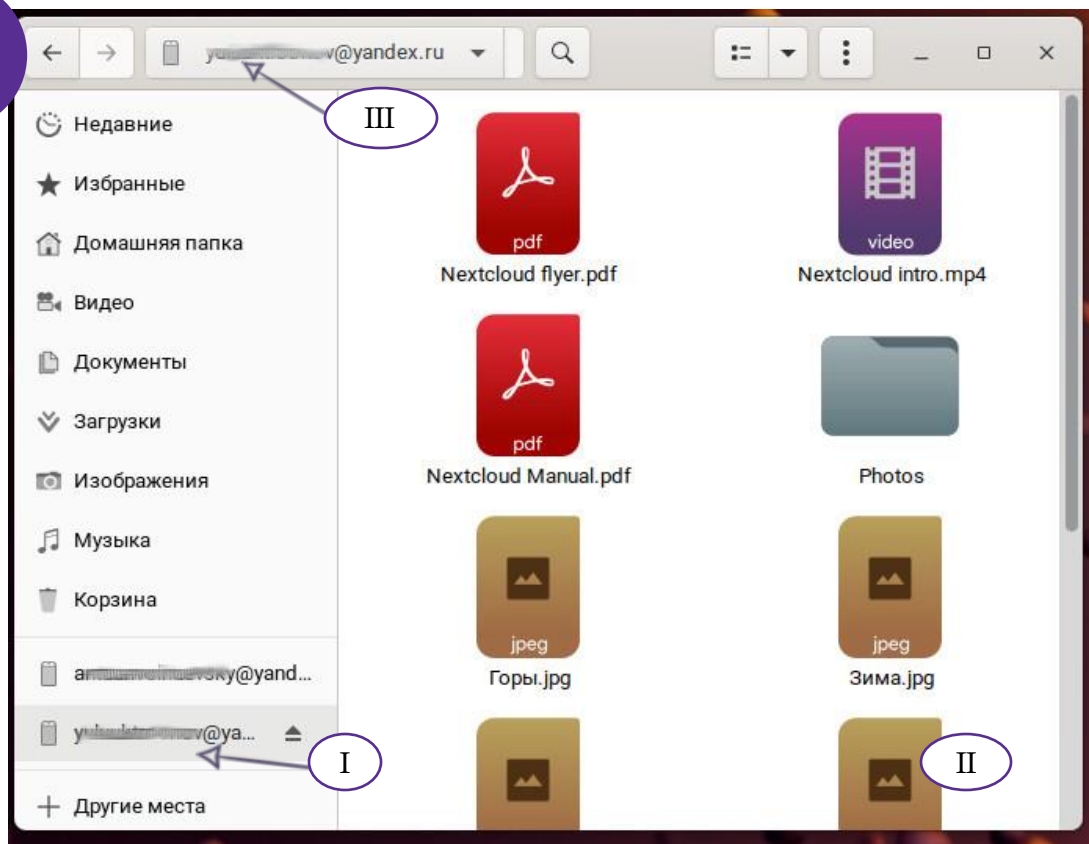 @yandex.ru
III
Недавние
Избранные
Домашняя папка
Видео
Документы
Загрузки
Изображения
Музыка
Корзина
@yand...
@ya...
I
Другие места
pdf
Nextcloud flyer.pdf
video
Nextcloud intro.mp4
pdf
Nextcloud Manual.pdf
Photos
jpeg
Горы.jpg
jpeg
Зима.jpg
II